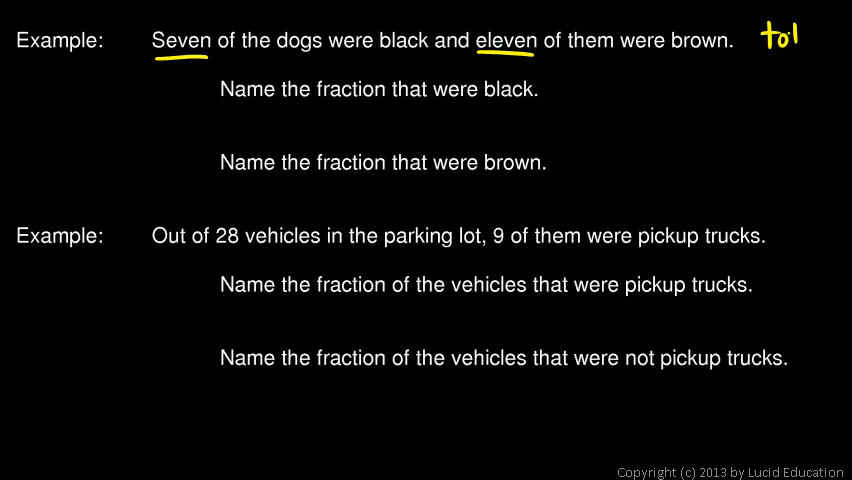 Example: Seven of the dogs were black and eleven of them were brown.
Name the fraction that were black.
Name the fraction that were brown.
Example: Out of 28 vehicles in the parking lot, 9 of them were pickup trucks.
Name the fraction of the vehicles that were pickup trucks.
Name the fraction of the vehicles that were not pickup trucks.
Copyright (c) 2013 by Lucid Education